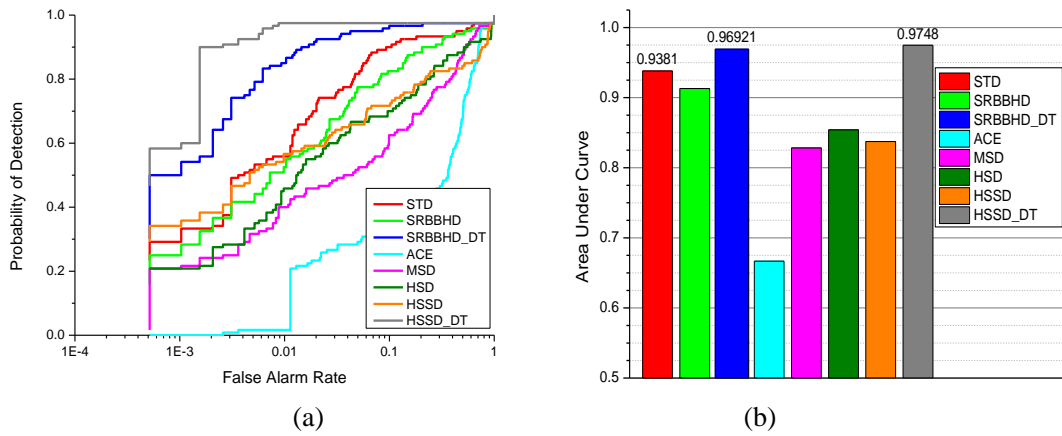 1.0
0.8
0.6
0.4
0.2
0.0
Probability of Detection
1E-4
1E-3
0.01
0.1
1
False Alarm Rate
STD
SRBBHD
SRBBHD_DT
ACE
MSD
HSD
HSSD
HSSD_DT
(a)
1.0
0.9
0.8
0.7
0.6
0.5
Area Under Curve
0.9381
0.96921
0.9748
STD
SRBBHD
SRBBHD_DT
ACE
MSD
HSD
HSSD
HSSD_DT
(b)